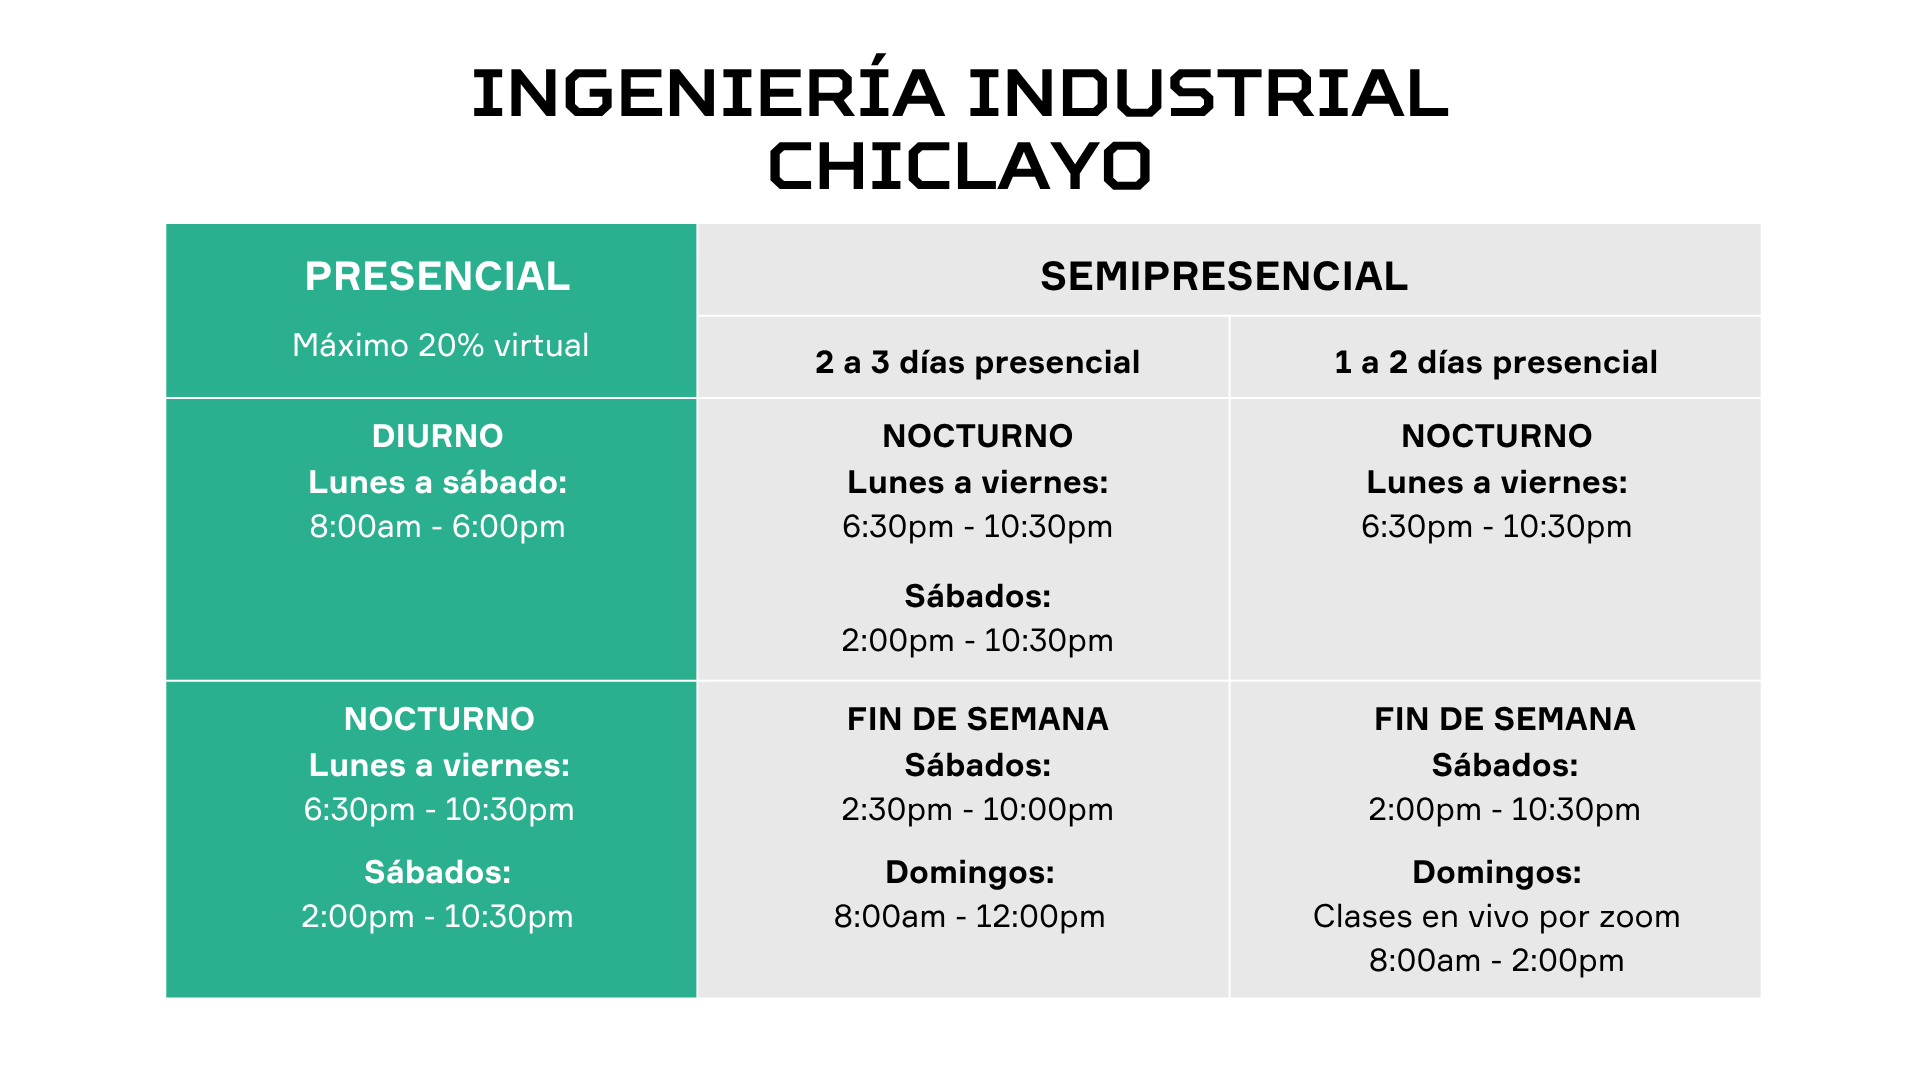 INGENIERÍA INDUSTRIAL
CHICLAYO
PRESENCIAL
Máximo 20% virtual
SEMIPRESENCIAL
2 a 3 días presencial
1 a 2 días presencial
DIURNO
Lunes a sábado:
8:00am - 6:00pm
NOCTURNO
Lunes a viernes:
6:30pm - 10:30pm
Sábados:
2:00pm - 10:30pm
NOCTURNO
Lunes a viernes:
6:30pm - 10:30pm
NOCTURNO
Lunes a viernes:
6:30pm - 10:30pm
Sábados:
2:00pm - 10:30pm
FIN DE SEMANA
Sábados:
2:30pm - 10:00pm
Domingos:
8:00am - 12:00pm
FIN DE SEMANA
Sábados:
2:00pm - 10:30pm
Domingos:
Clases en vivo por zoom
8:00am - 2:00pm